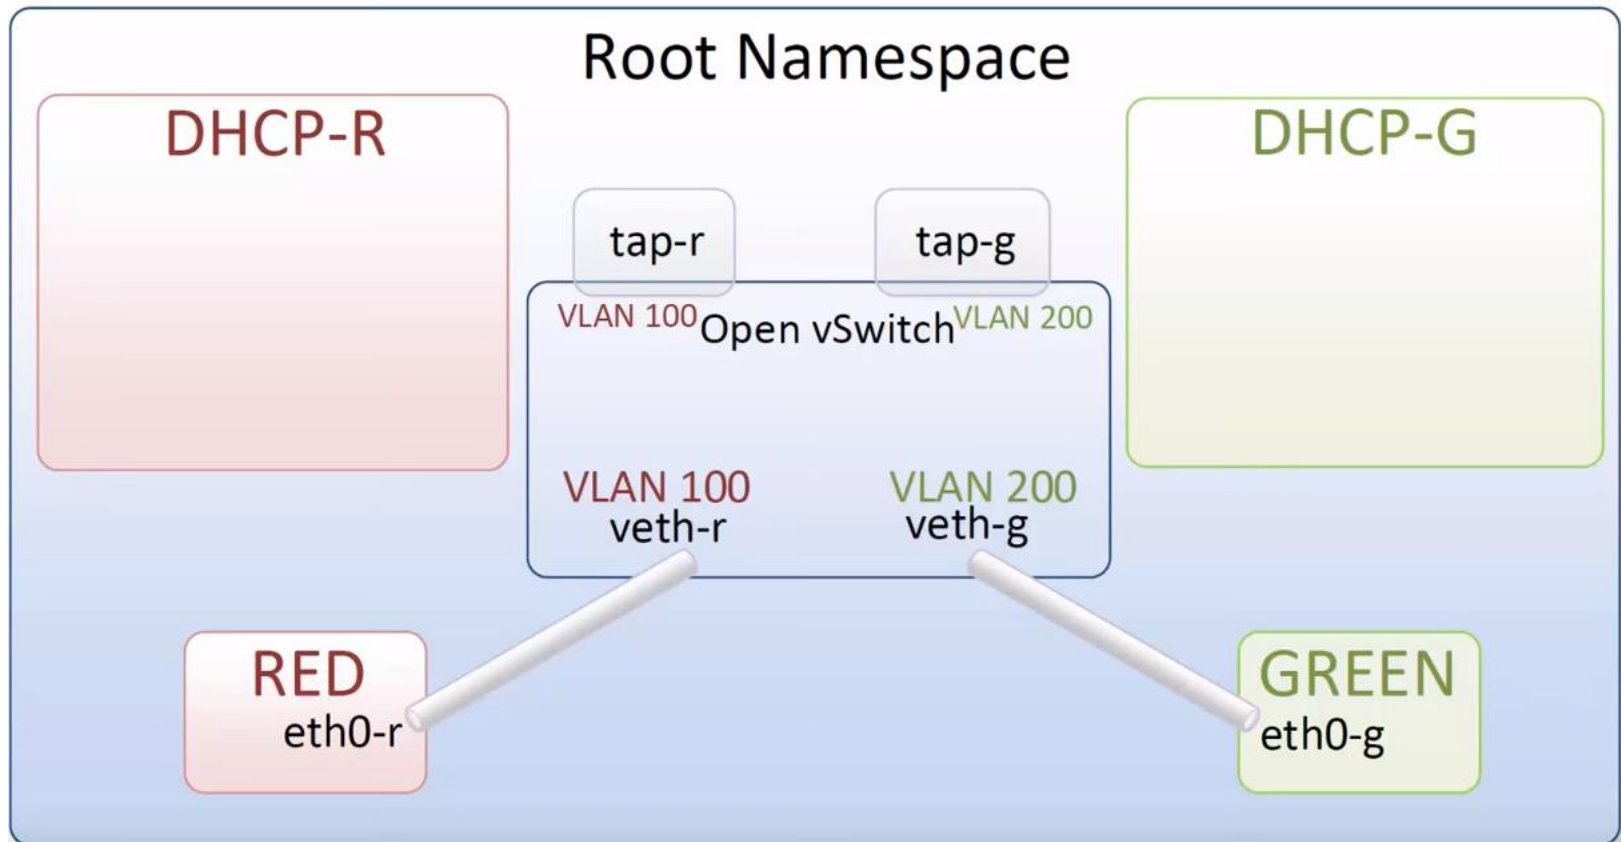 Root Namespace
DHCP-R
DHCP-G
tap-r
tap-g
VLAN 100
Open vSwitch
VLAN 200
VLAN 100
veth-r
VLAN 200
veth-g
RED
eth0-r
GREEN
eth0-g